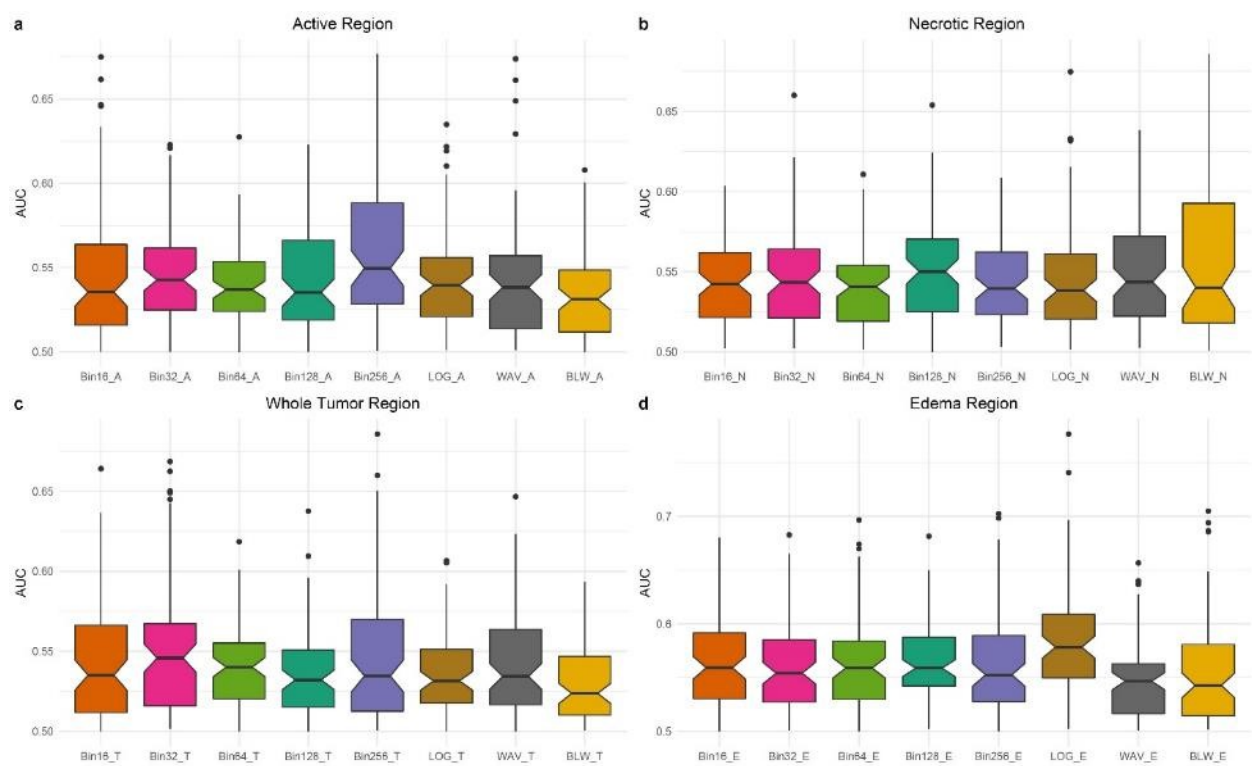 a
Active Region
AUC
0.65
0.60
0.55
0.50
Bin16_A Bin32_A Bin64_A Bin128_A Bin256_A LOG_A WAV_A BLW_A
b
Necrotic Region
AUC
0.65
0.60
0.55
0.50
Bin16_N Bin32_N Bin64_N Bin128_N Bin256_N LOG_N WAV_N BLW_N
c
Whole Tumor Region
AUC
0.65
0.60
0.55
0.50
Bin16_T Bin32_T Bin64_T Bin128_T Bin256_T LOG_T WAV_T BLW_T
d
Edema Region
AUC
0.7
0.6
0.5
Bin16_E Bin32_E Bin64_E Bin128_E Bin256_E LOG_E WAV_E BLW_E